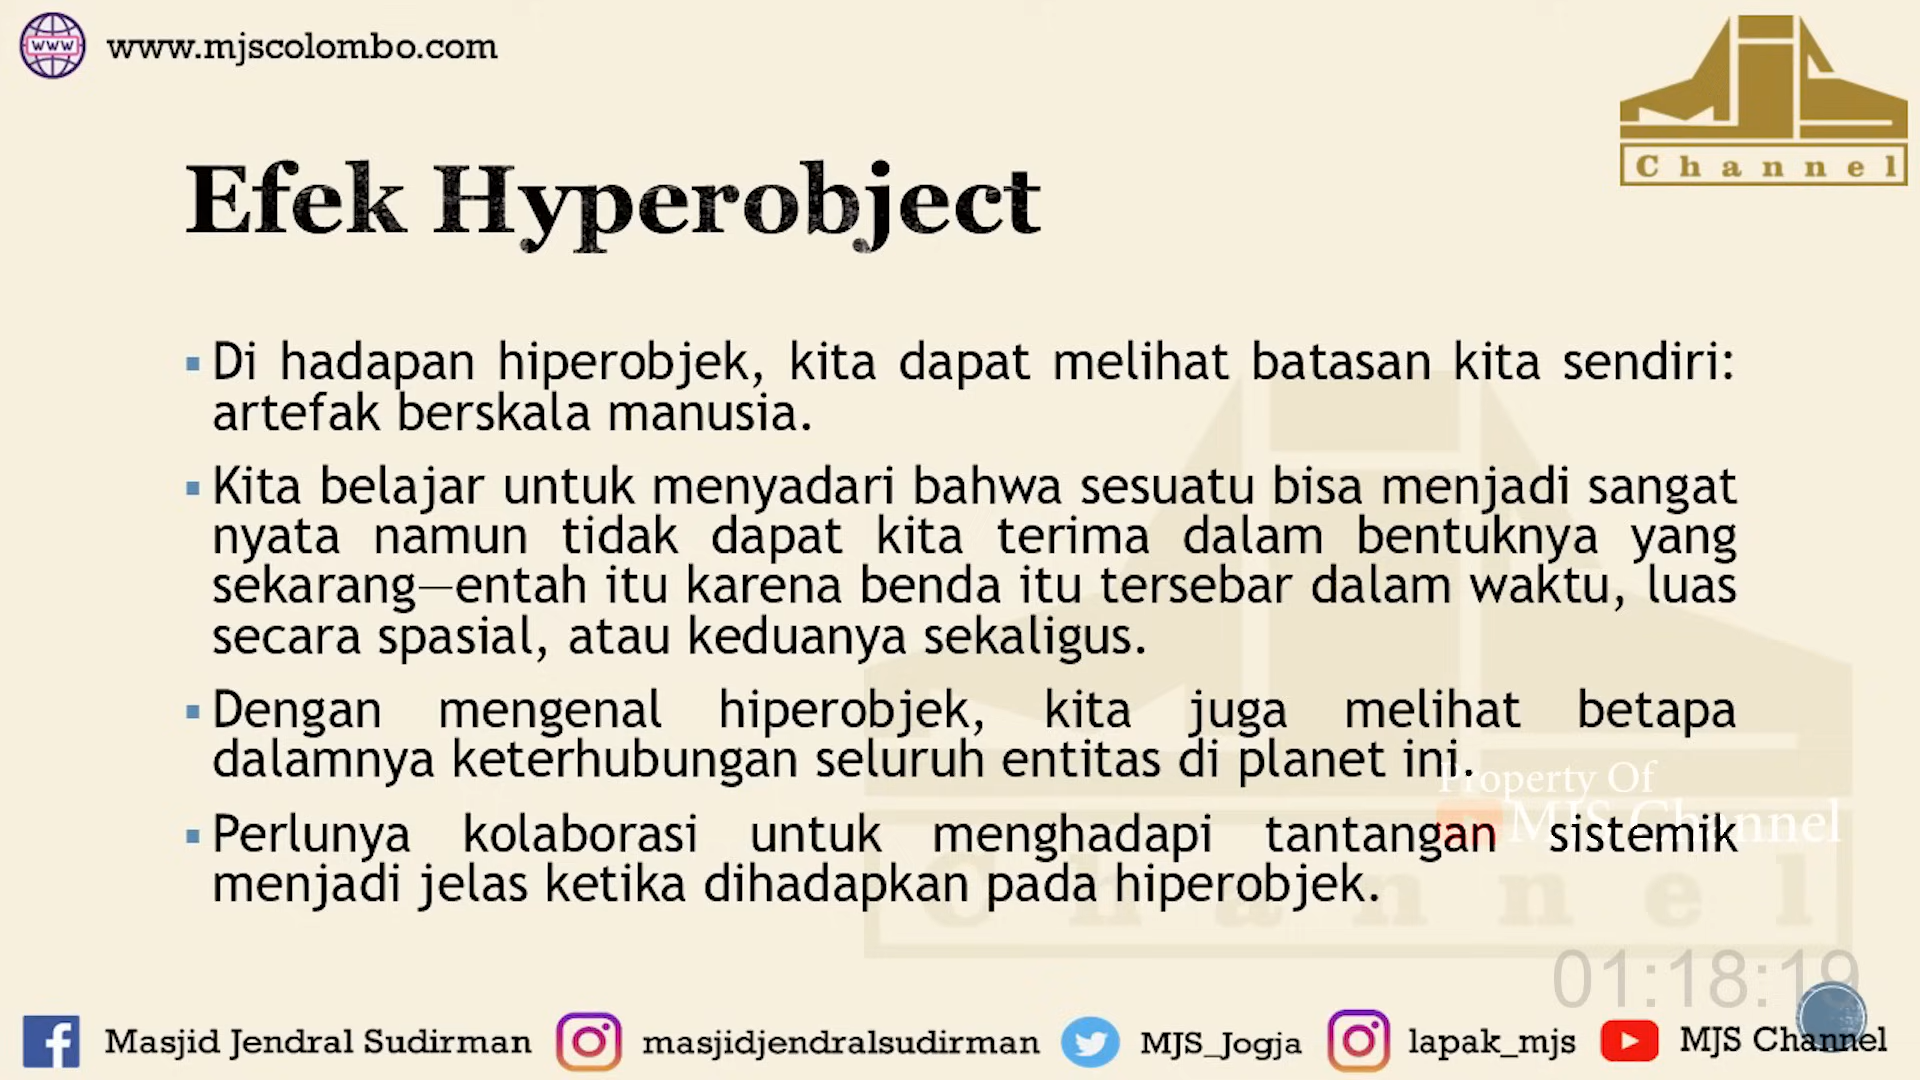 www
www.mjscolombo.com
MJS
Channel
Efek Hyperobject
▪ Di hadapan hiperobjek, kita dapat melihat batasan kita sendiri:
artefak berskala manusia.
▪ Kita belajar untuk menyadari bahwa sesuatu bisa menjadi sangat
nyata namun tidak dapat kita terima dalam bentuknya yang
sekarang—entah itu karena benda itu tersebar dalam waktu, luas
secara spasial, atau keduanya sekaligus.
▪ Dengan mengenal hiperobjek, kita juga melihat betapa
dalamnya keterhubungan seluruh entitas di planet ini.
Property Of
MJS Channel
▪ Perlunya kolaborasi untuk menghadapi tantangan sistemik
menjadi jelas ketika dihadapkan pada hiperobjek.
Channel
01:18:19
Masjid Jendral Sudirman masjidjendralsudirman MJS_Jogja lapak_mjs MJS Channel